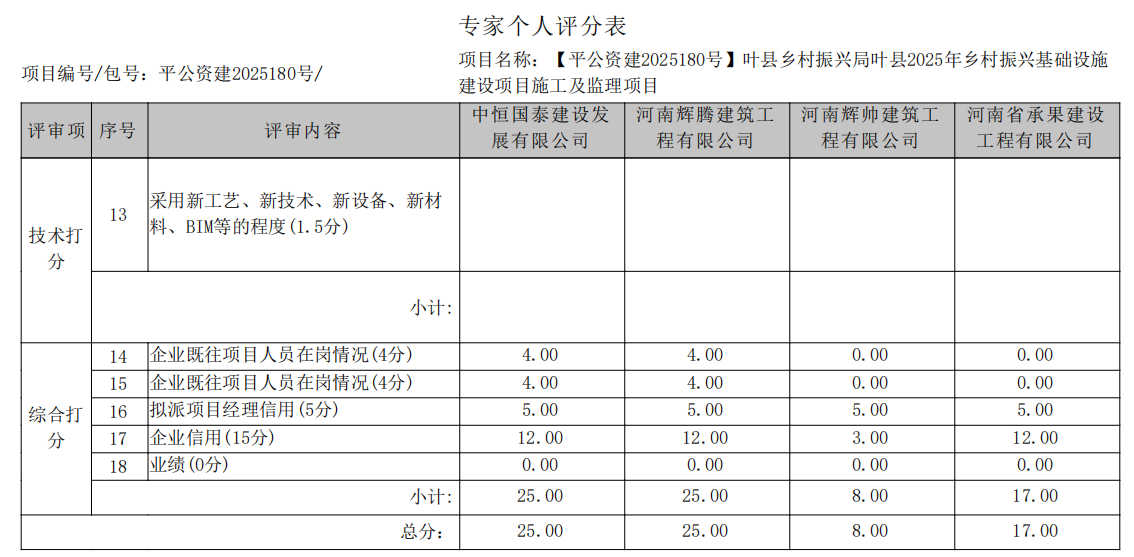 专家个人评分表
项目编号/包号：平公资建2025180号/
项目名称：【平公资建2025180号】叶县乡村振兴局叶县2025年乡村振兴基础设施
建设项目施工及监理项目
评审项 序号 评审内容 中恒国泰建设发展有限公司 河南辉腾建筑工程有限公司 河南辉帅建筑工程有限公司 河南省承果建设工程有限公司
技术打分
13 采用新工艺、新技术、新设备、新材料、BIM等的程度(1.5分)
小计:
综合打分
14 企业既往项目人员在岗情况(4分) 4.00 4.00 0.00 0.00
15 企业既往项目人员在岗情况(4分) 4.00 4.00 0.00 0.00
16 拟派项目经理信用(5分) 5.00 5.00 5.00 5.00
17 企业信用(15分) 12.00 12.00 3.00 12.00
18 业绩(0分) 0.00 0.00 0.00 0.00
小计: 25.00 25.00 8.00 17.00
总分： 25.00 25.00 8.00 17.00